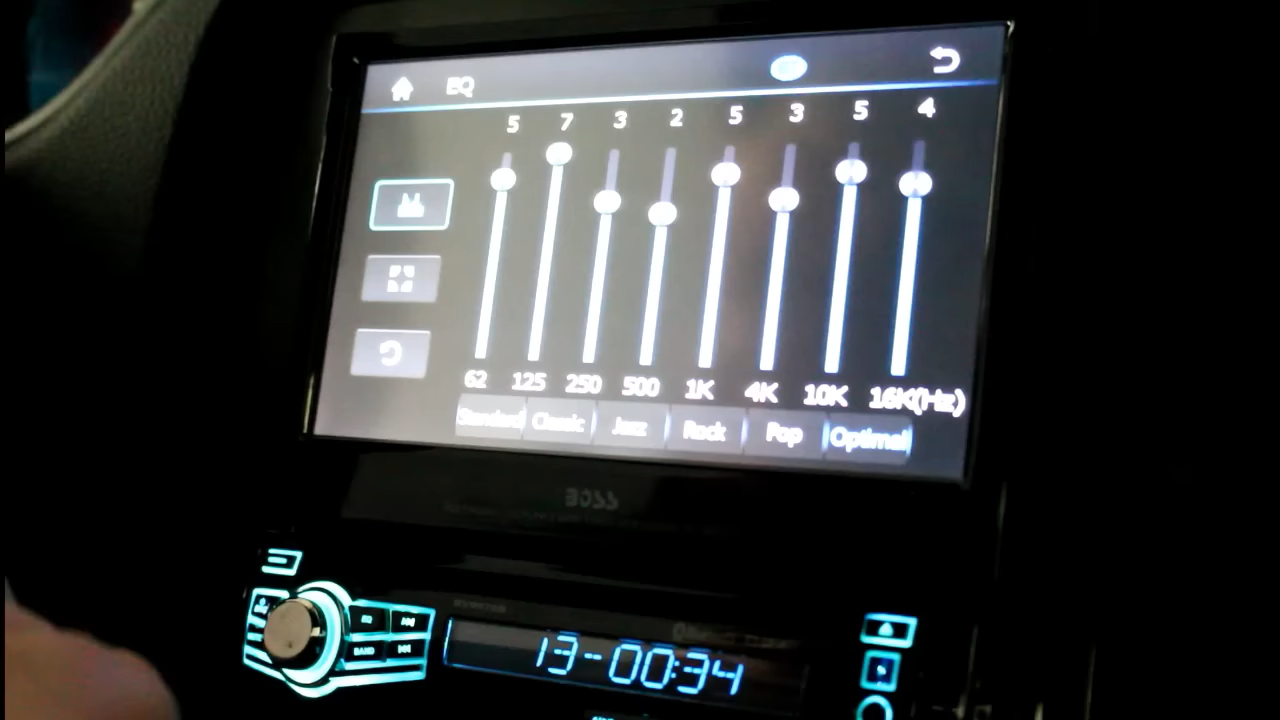 EQ
5 7 3 2 5 3 5 4
62 125 250 500 1K 4K 10K 16K(Hz)
Standard Classic Jazz Rock Pop Optimal
BOSS
EQ
BAND
13-00:34